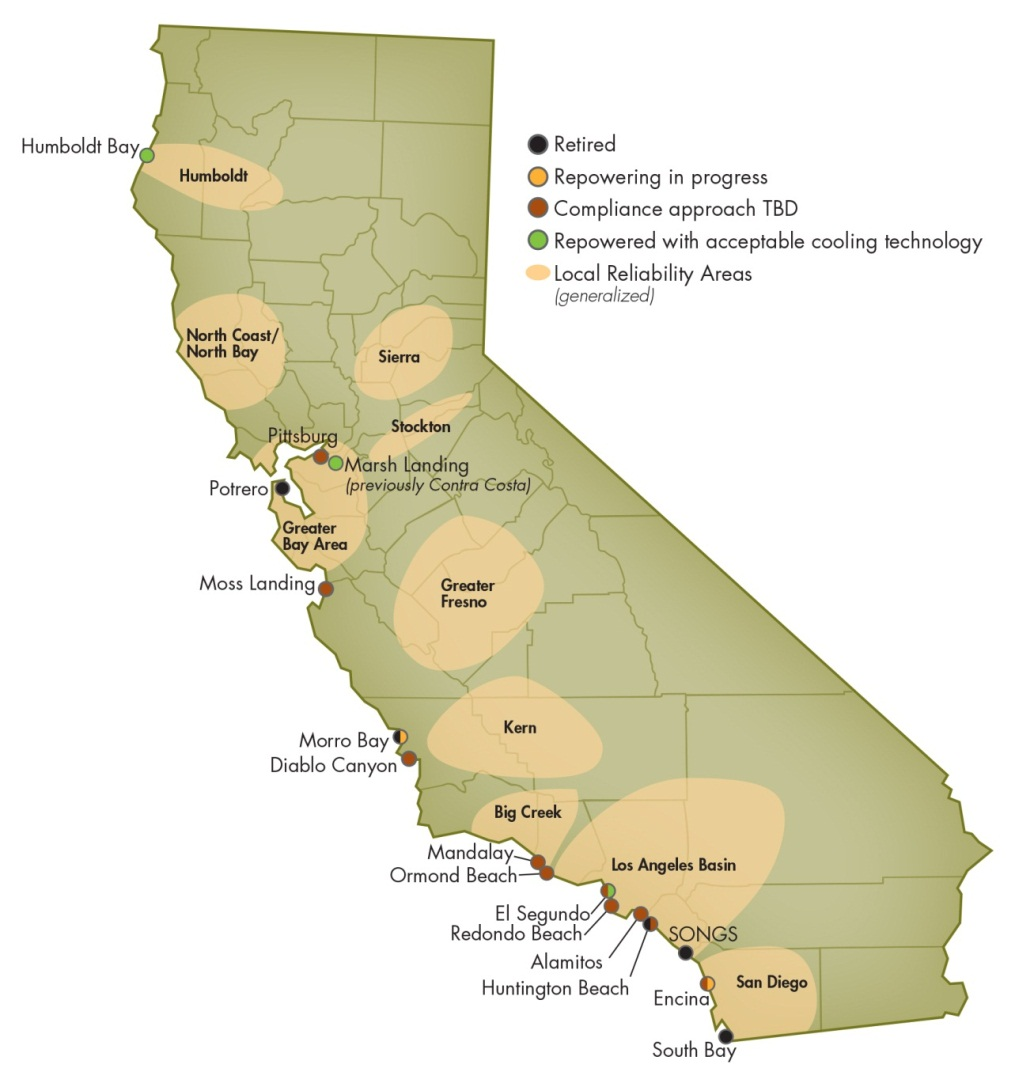 Humboldt Bay
Humboldt
Retired
Repowering in progress
Compliance approach TBD
Repowered with acceptable cooling technology
Local Reliability Areas
(generalized)
North Coast/
North Bay
Sierra
Stockton
Pittsburg
Marsh Landing
(previously Contra Costa)
Potrero
Greater
Bay Area
Moss Landing
Greater
Fresno
Kern
Morro Bay
Diablo Canyon
Big Creek
Mandalay
Ormond Beach
Los Angeles Basin
El Segundo
Redondo Beach
SONGS
Alamitos
Huntington Beach
San Diego
Encina
South Bay